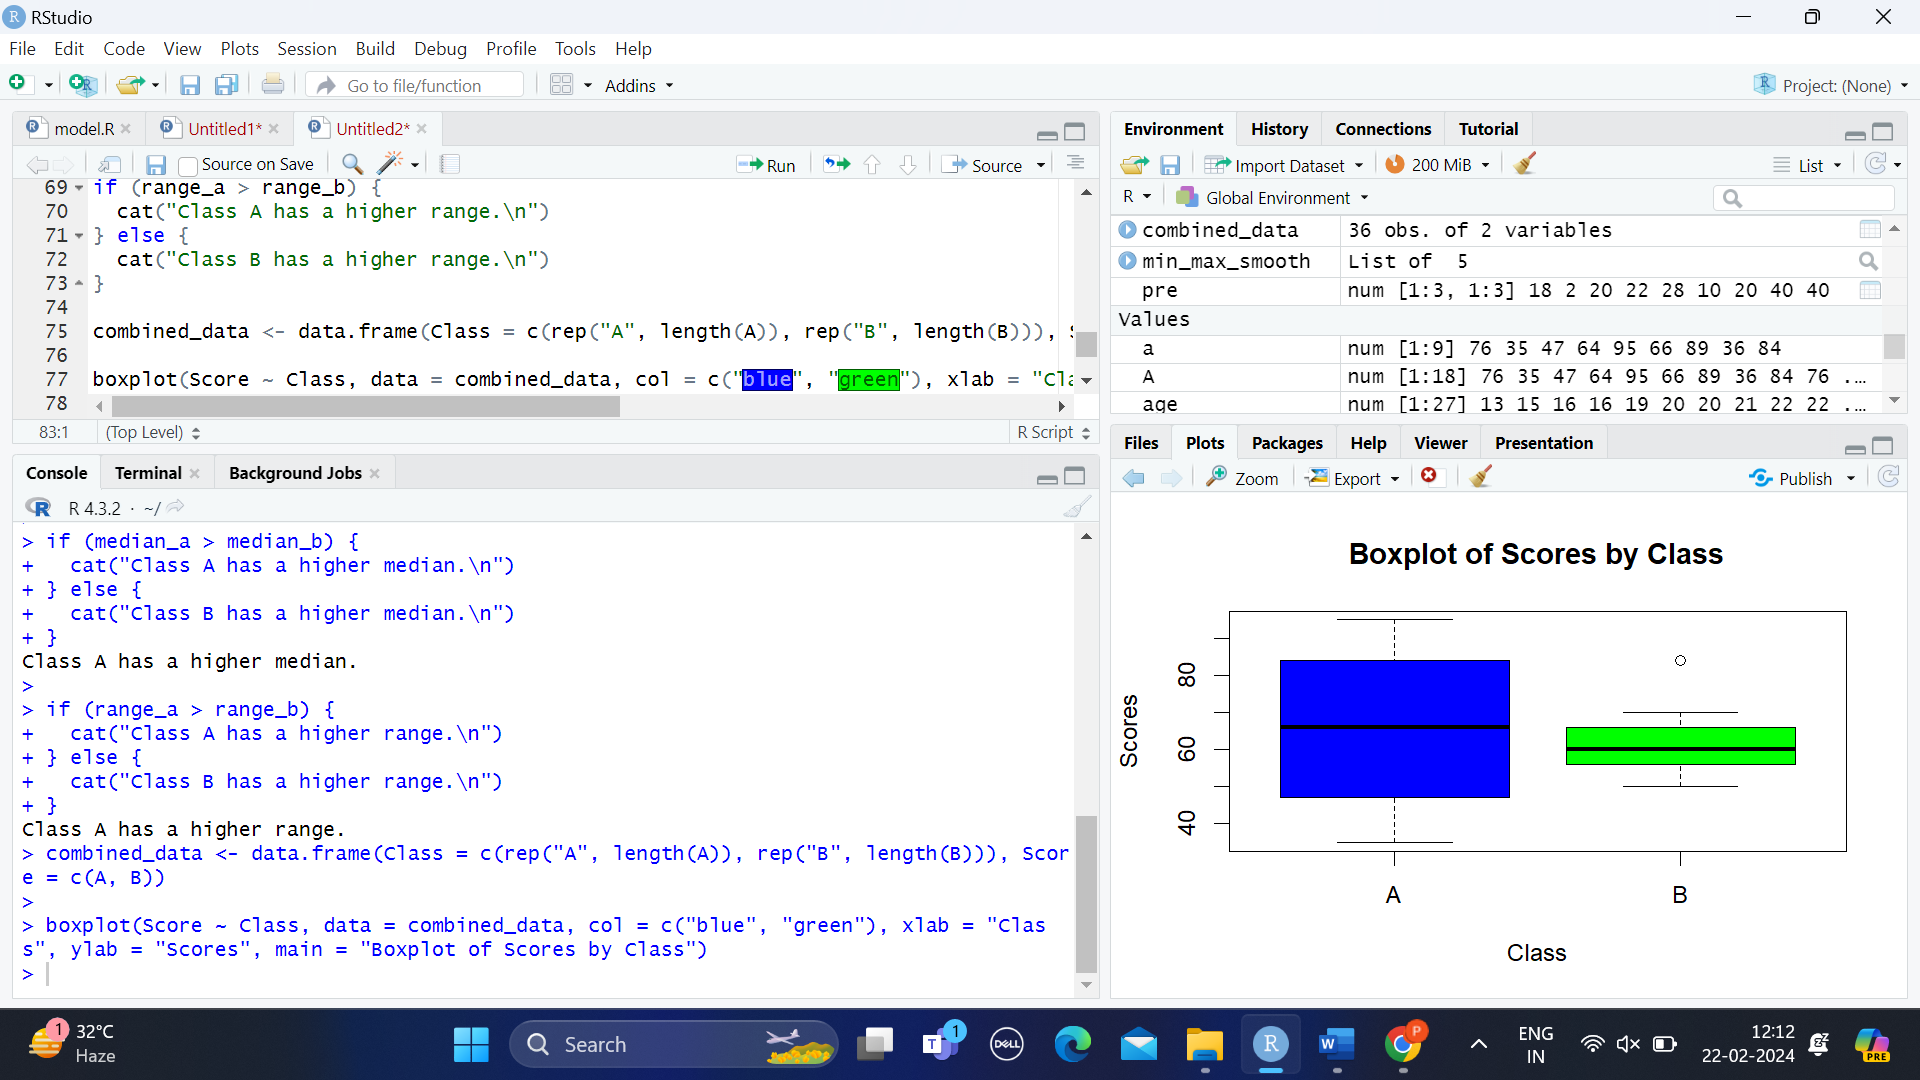 RStudio
File Edit Code View Plots Session Build Debug Profile Tools Help
Go to file/function Addins Project: (None)
model.R Untitled1* Untitled2*
Source on Save Run Source
69 if (range_a > range_b) {
70 cat("Class A has a higher range.\n")
71 } else {
72 cat("Class B has a higher range.\n")
73 }
74
75 combined_data <- data.frame(Class = c(rep("A", length(A)), rep("B", length(B))),
76
77 boxplot(Score ~ Class, data = combined_data, col = c("blue", "green"), xlab = "Cla
78
83:1 (Top Level) R Script
Console Terminal Background Jobs
R 4.3.2 · ~/
> if (median_a > median_b) {
+ cat("Class A has a higher median.\n")
+ } else {
+ cat("Class B has a higher median.\n")
+ }
Class A has a higher median.
>
> if (range_a > range_b) {
+ cat("Class A has a higher range.\n")
+ } else {
+ cat("Class B has a higher range.\n")
+ }
Class A has a higher range.
> combined_data <- data.frame(Class = c(rep("A", length(A)), rep("B", length(B))), Scor
e = c(A, B))
>
> boxplot(Score ~ Class, data = combined_data, col = c("blue", "green"), xlab = "Clas
s", ylab = "Scores", main = "Boxplot of Scores by Class")
>
Environment History Connections Tutorial
Import Dataset 200 MiB List
R Global Environment
combined_data 36 obs. of 2 variables
min_max_smooth List of 5
pre num [1:3, 1:3] 18 2 20 22 28 10 20 40 40
Values
a num [1:9] 76 35 47 64 95 66 89 36 84
A num [1:18] 76 35 47 64 95 66 89 36 84 76 ...
age num [1:27] 13 15 16 16 19 20 20 21 22 22 ...
Files Plots Packages Help Viewer Presentation
Zoom Export Publish
Boxplot of Scores by Class
Scores
80
60
40
A B
Class
1 32°C
Haze
Search
T 1
DELL
R
W
P
ENG
IN
12:12
22-02-2024
PRE